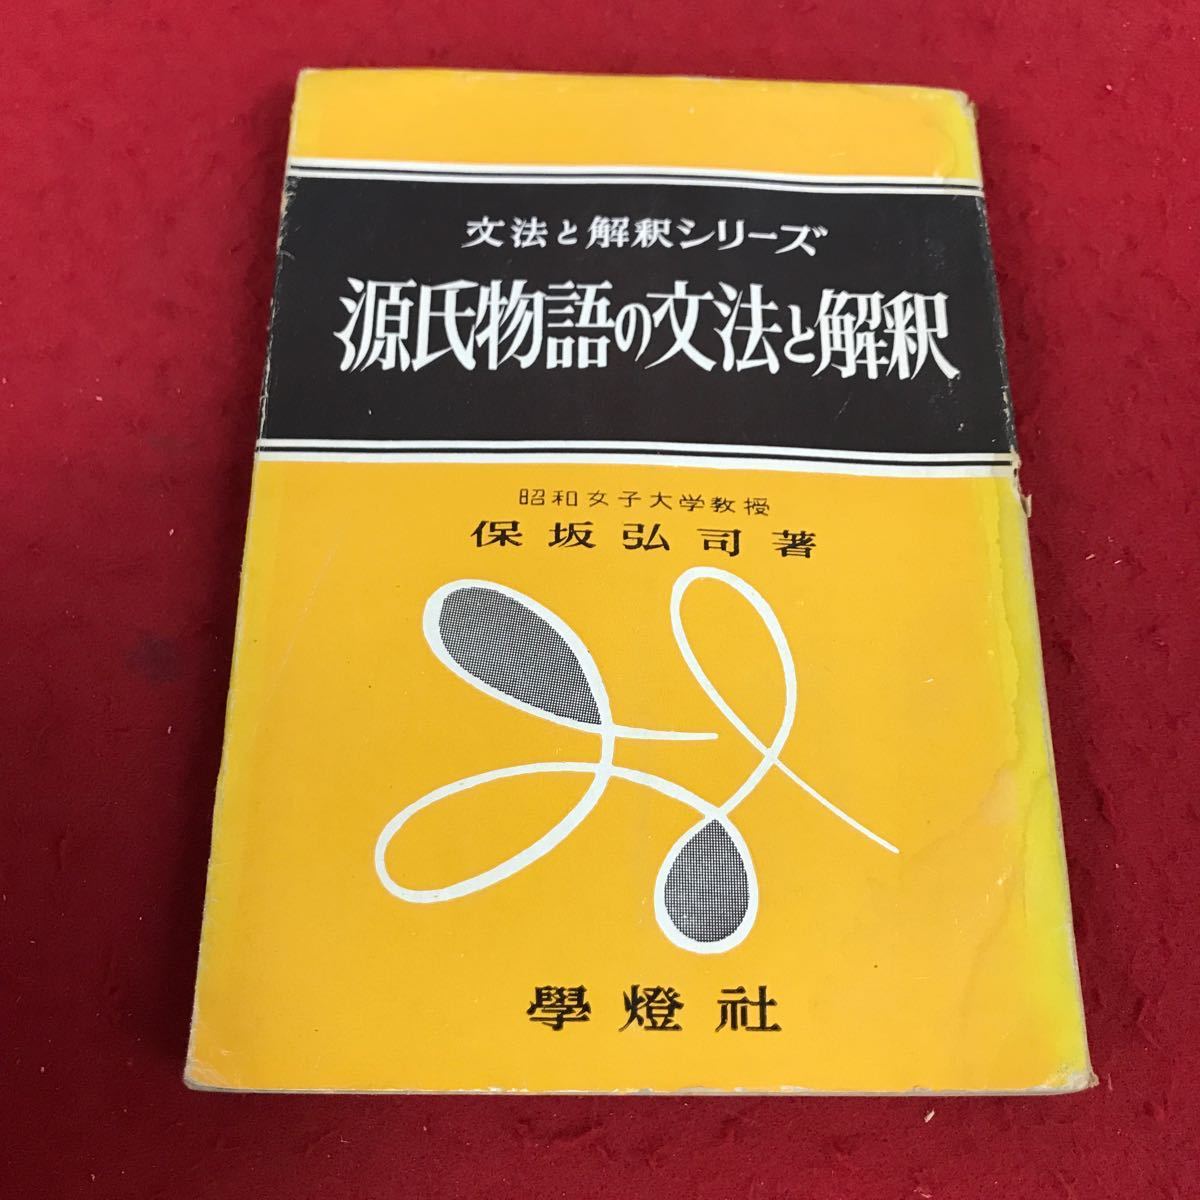 文法と解釈シリーズ
源氏物語の文法と解釈
昭和女子大学教授
保坂弘司著
學燈社